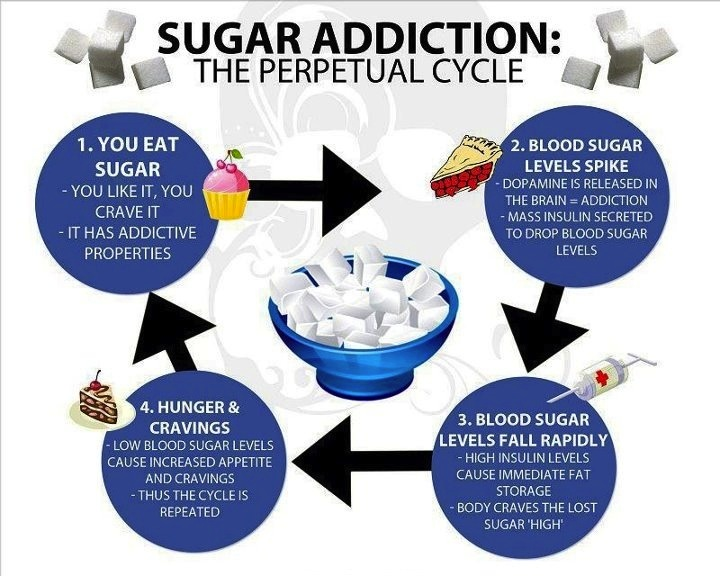 SUGAR ADDICTION:
THE PERPETUAL CYCLE
1. YOU EAT
SUGAR
- YOU LIKE IT, YOU
CRAVE IT
- IT HAS ADDICTIVE
PROPERTIES
2. BLOOD SUGAR
LEVELS SPIKE
- DOPAMINE IS RELEASED IN
THE BRAIN = ADDICTION
- MASS INSULIN SECRETED
TO DROP BLOOD SUGAR
LEVELS
3. BLOOD SUGAR
LEVELS FALL RAPIDLY
- HIGH INSULIN LEVELS
CAUSE IMMEDIATE FAT
STORAGE
- BODY CRAVES THE LOST
SUGAR 'HIGH'
4. HUNGER &
CRAVINGS
- LOW BLOOD SUGAR LEVELS
CAUSE INCREASED APPETITE
AND CRAVINGS
- THUS THE CYCLE IS
REPEATED